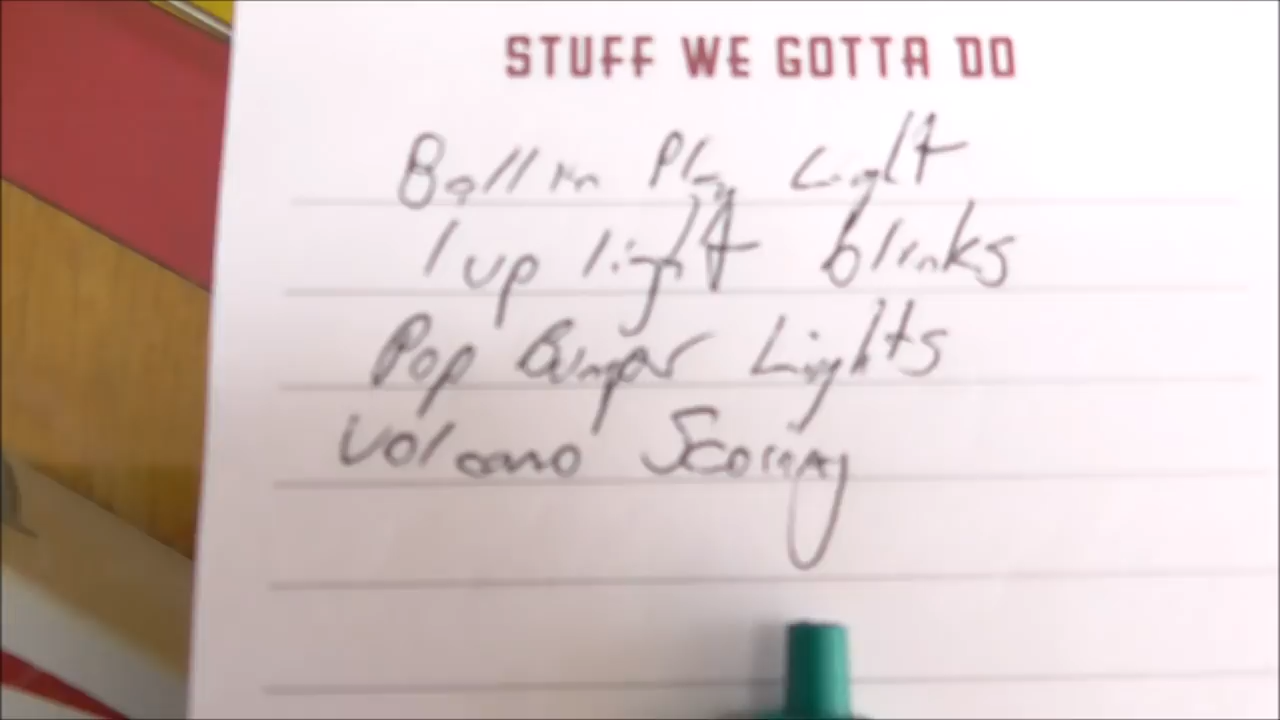 STUFF WE GOTTA DO
Ball in Play Light
1 up light blinks
Pop Bumper Lights
Volcano Scoring